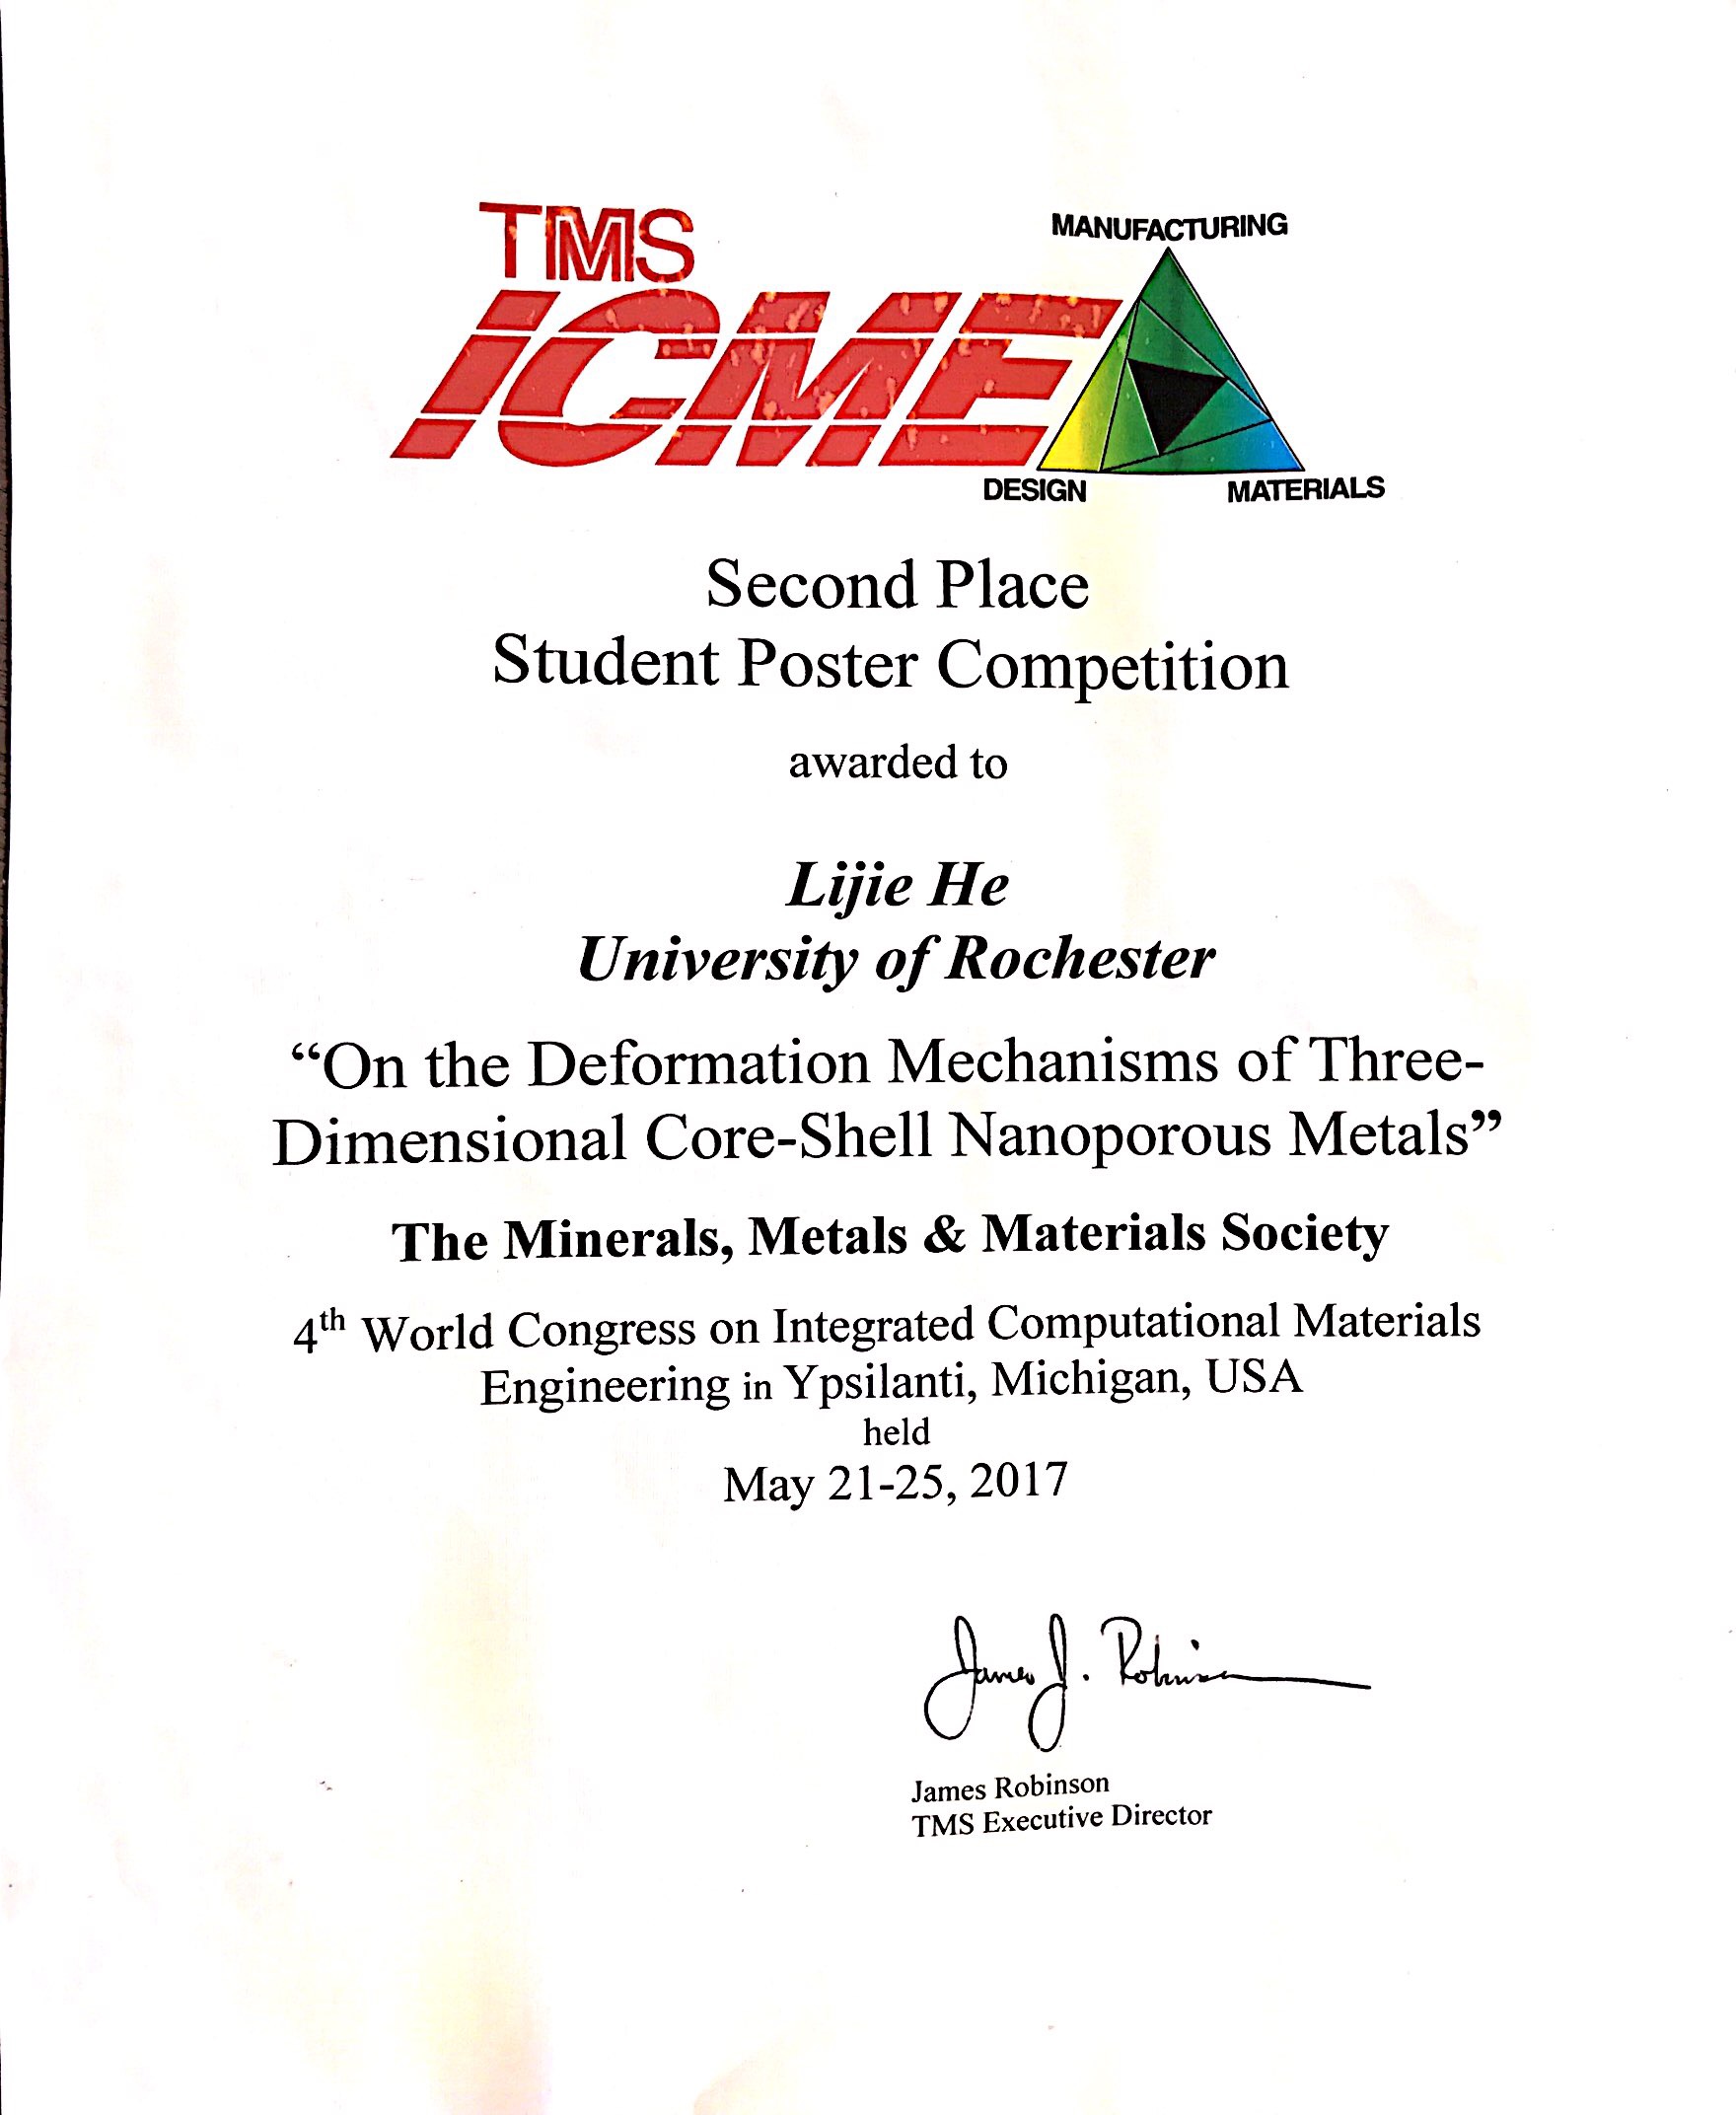 TMS
iCME
MANUFACTURING
DESIGN
MATERIALS
Second Place
Student Poster Competition
awarded to
Lijie He
University of Rochester
“On the Deformation Mechanisms of Three-
Dimensional Core-Shell Nanoporous Metals”
The Minerals, Metals & Materials Society
4th World Congress on Integrated Computational Materials
Engineering in Ypsilanti, Michigan, USA
held
May 21-25, 2017
James J. Robinson
James Robinson
TMS Executive Director